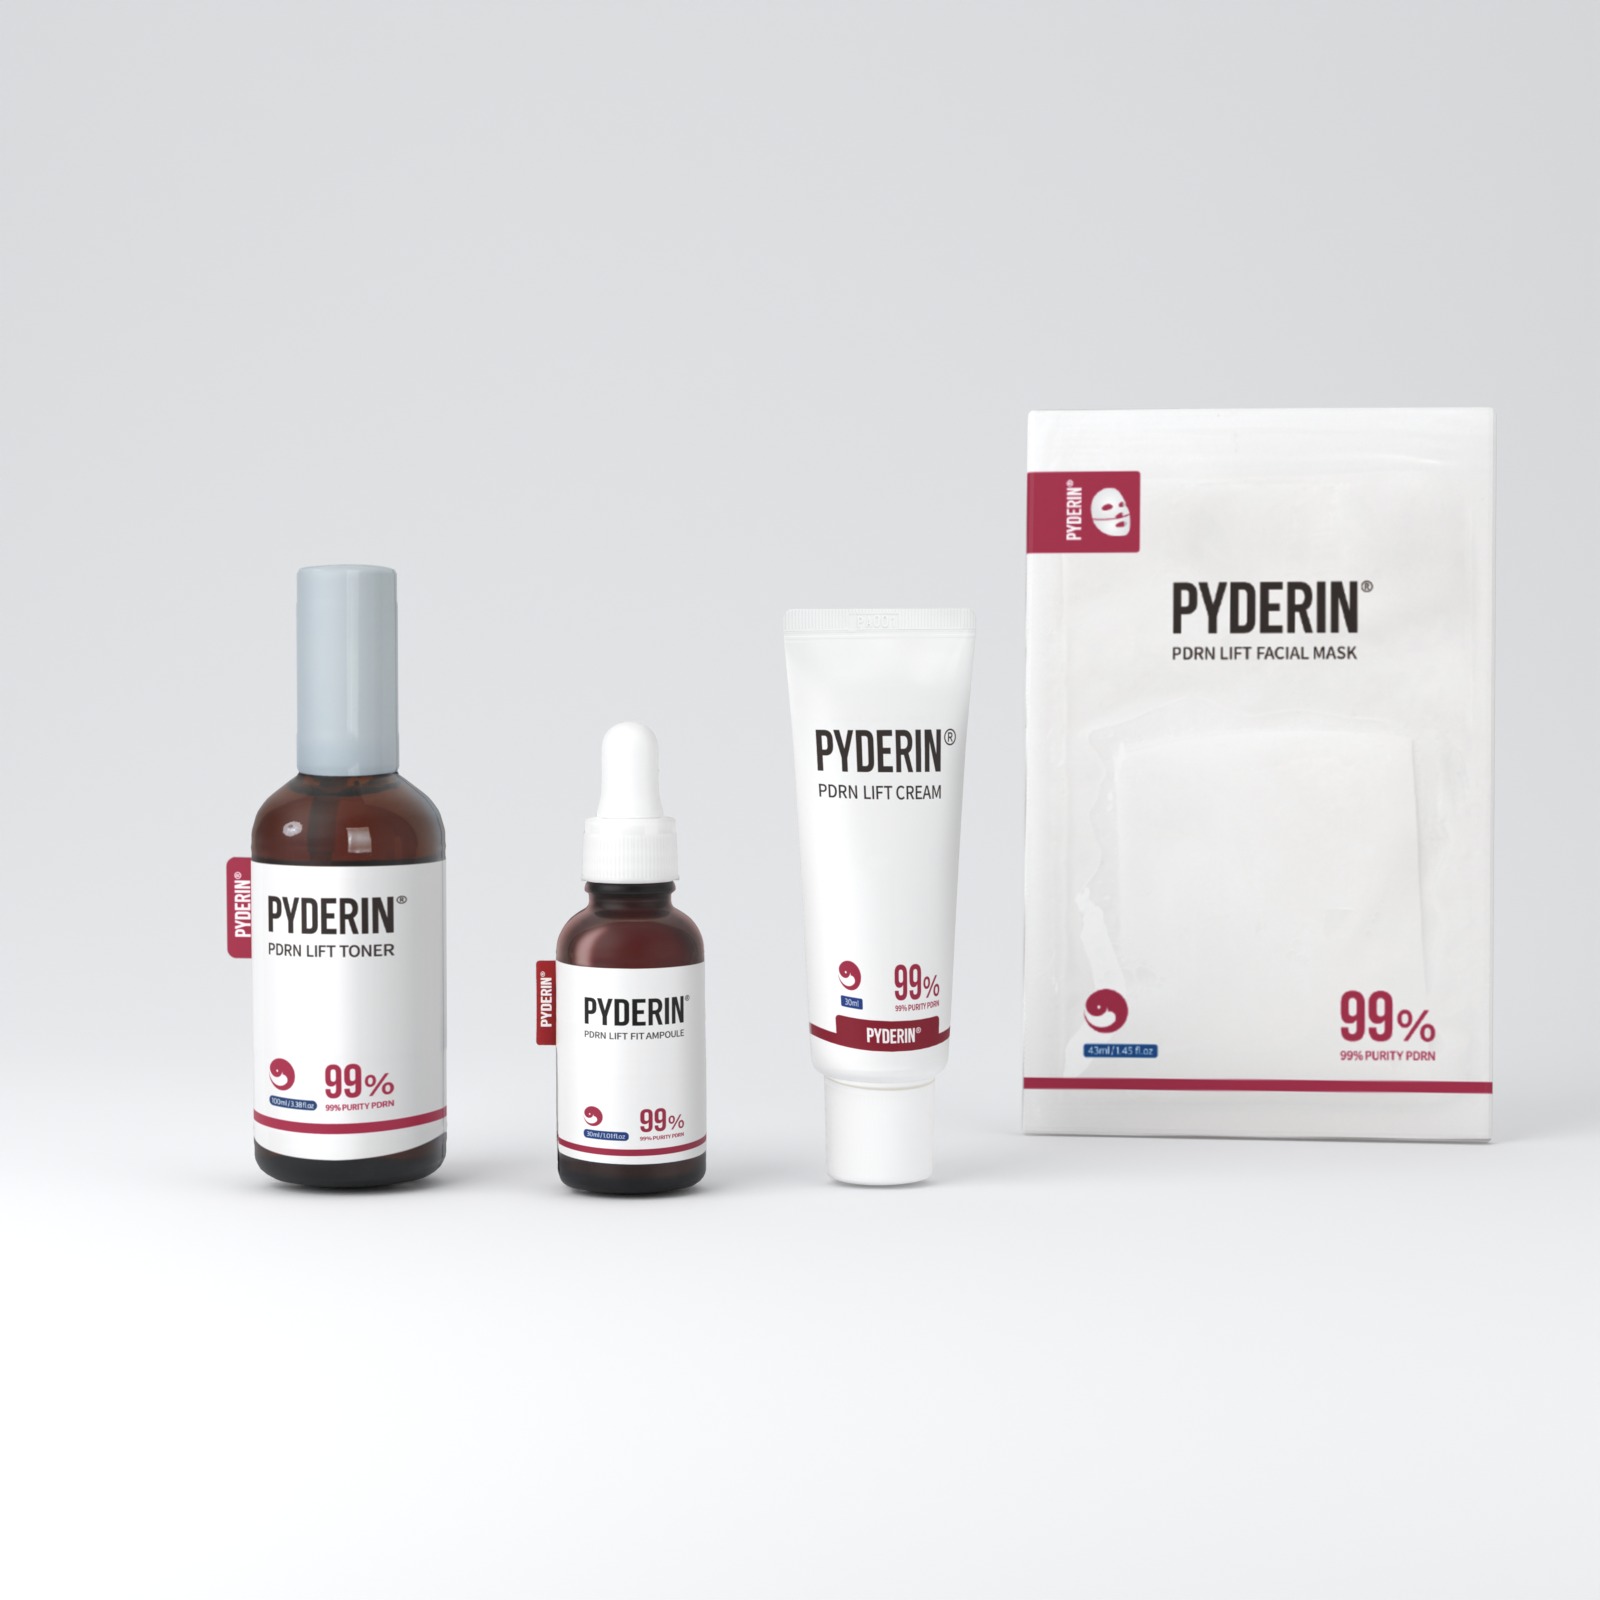 PYDERIN®
PYDERIN®
PDRN LIFT TONER
100ml/3.38fl.oz
99%
99% PURITY PDRN
PYDERIN®
PYDERIN®
PDRN LIFT FIT AMPOULE
30ml/1.01fl.oz
99%
99% PURITY PDRN
PYDERIN®
PDRN LIFT CREAM
30ml
99%
99% PURITY PDRN
PYDERIN®
PYDERIN®
PYDERIN®
PDRN LIFT FACIAL MASK
43ml/1.45 fl.oz
99%
99% PURITY PDRN